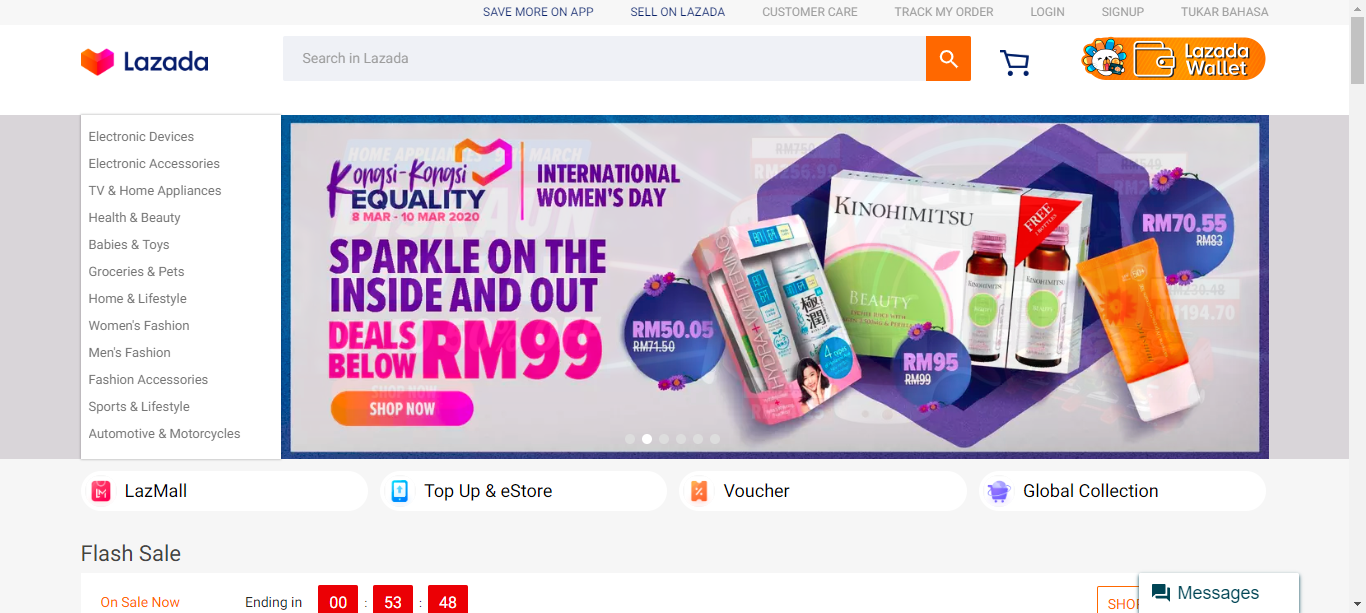 SAVE MORE ON APP SELL ON LAZADA CUSTOMER CARE TRACK MY ORDER LOGIN SIGNUP TUKAR BAHASA
Lazada
Search in Lazada
Lazada
Wallet
Electronic Devices
Electronic Accessories
TV & Home Appliances
Health & Beauty
Babies & Toys
Groceries & Pets
Home & Lifestyle
Women's Fashion
Men's Fashion
Fashion Accessories
Sports & Lifestyle
Automotive & Motorcycles
Kongsi-Kongsi
EQUALITY
8 MAR - 10 MAR 2020
INTERNATIONAL
WOMEN'S DAY
SPARKLE ON THE
INSIDE AND OUT
DEALS
BELOW RM99
SHOP NOW
RM50.05
RM71.50
HYDRA+WHITENING
極
潤
KINOHIMITSU
FREE
BEAUTY
KINOHIMITSU
KINOHIMITSU
RM95
RM99
RM70.55
RM83
50+
LazMall
Top Up & eStore
Voucher
Global Collection
Flash Sale
On Sale Now Ending in 00 : 53 : 48
Messages